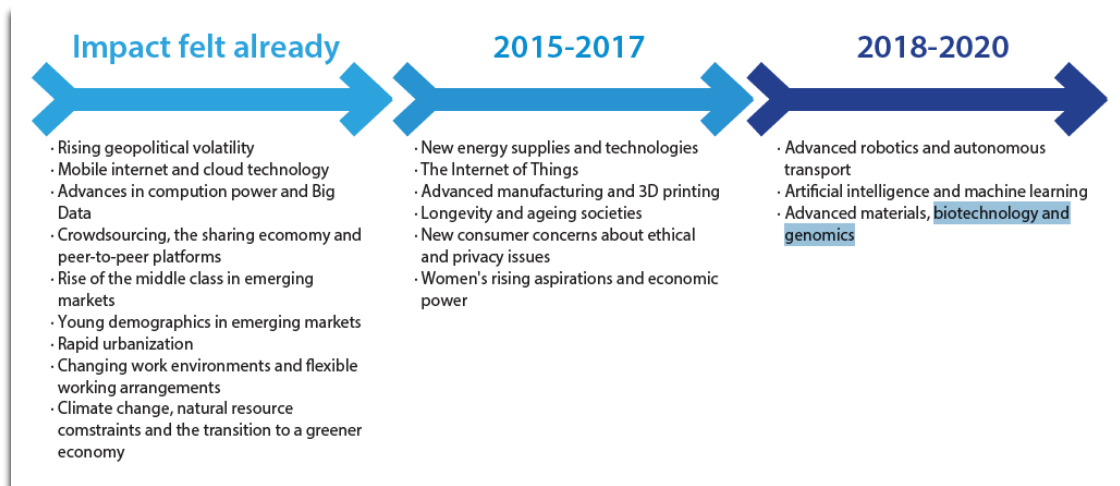 Impact felt already
· Rising geopolitical volatility
· Mobile internet and cloud technology
· Advances in compution power and Big
Data
· Crowdsourcing, the sharing ecomomy and
peer-to-peer platforms
· Rise of the middle class in emerging
markets
· Young demographics in emerging markets
· Rapid urbanization
· Changing work environments and flexible
working arrangements
· Climate change, natural resource
comstraints and the transition to a greener
economy
2015-2017
· New energy supplies and technologies
· The Internet of Things
· Advanced manufacturing and 3D printing
· Longevity and ageing societies
· New consumer concerns about ethical
and privacy issues
· Women's rising aspirations and economic
power
2018-2020
· Advanced robotics and autonomous
transport
· Artificial intelligence and machine learning
· Advanced materials, biotechnology and
genomics